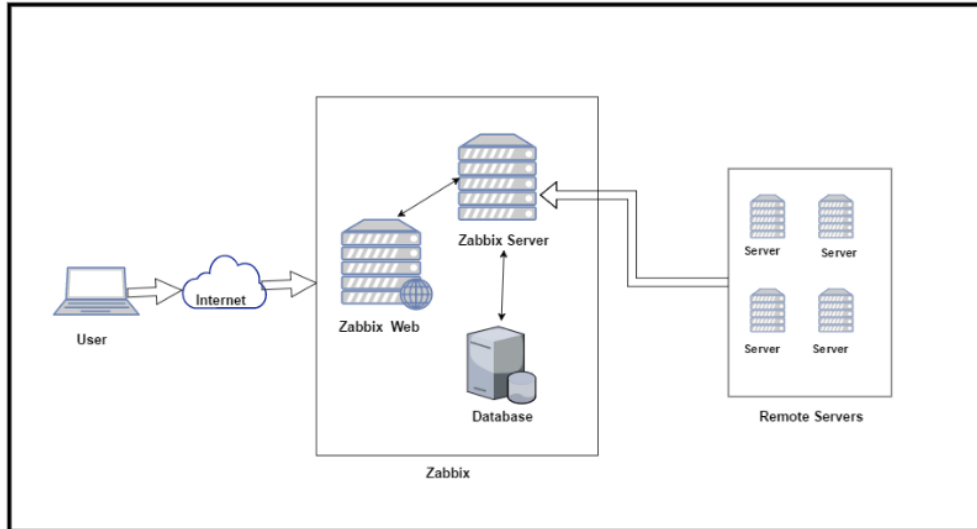 Zabbix Server
Server
Server
Internet
Zabbix Web
User
Server
Server
Database
Remote Servers
Zabbix